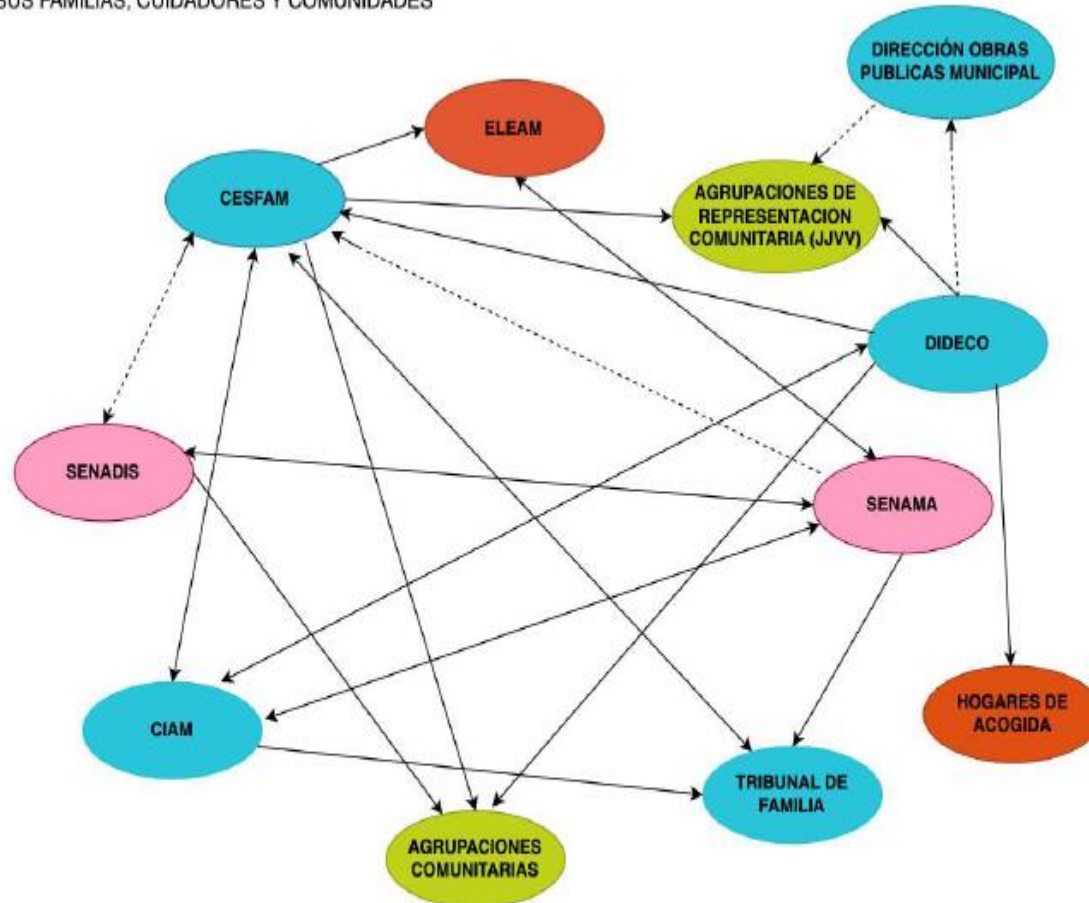 SUS FAMILIAS, CUIDADORES Y COMUNIDADES
DIRECCIÓN OBRAS
PUBLICAS MUNICIPAL
ELEAM
CESFAM
AGRUPACIONES DE
REPRESENTACION
COMUNITARIA (JJVV)
DIDECO
SENADIS
SENAMA
CIAM
HOGARES DE
ACOGIDA
TRIBUNAL DE
FAMILIA
AGRUPACIONES
COMUNITARIAS